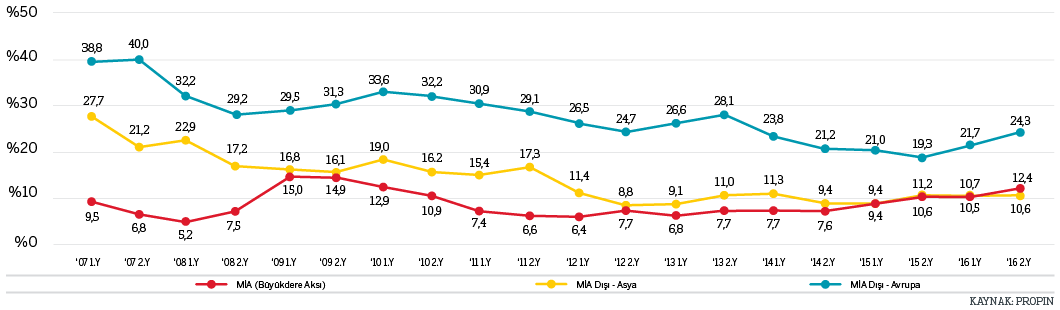 %50
%40
%30
%20
%10
%0
38,8 40,0 32,2 29,2 29,5 31,3 33,6 32,2 30,9 29,1 26,5 24,7 26,6 28,1 23,8 21,2 21,0 19,3 21,7 24,3
27,7 21,2 22,9 17,2 16,8 16,1 19,0 16,2 15,4 17,3 11,4 8,8 9,1 11,0 11,3 9,4 9,4 11,2 10,7 12,4
9,5 6,8 5,2 7,5 15,0 14,9 12,9 10,9 7,4 6,6 6,4 7,7 6,8 7,7 7,7 7,6 9,4 10,6 10,5 10,6
'07 1.Y '07 2.Y '08 1.Y '08 2.Y '09 1.Y '09 2.Y '10 1.Y '10 2.Y '11 1.Y '11 2.Y '12 1.Y '12 2.Y '13 1.Y '13 2.Y '14 1.Y '14 2.Y '15 1.Y '15 2.Y '16 1.Y '16 2.Y
MİA (Büyükdere Aksı) MİA Dışı - Asya MİA Dışı - Avrupa
KAYNAK: PROPIN